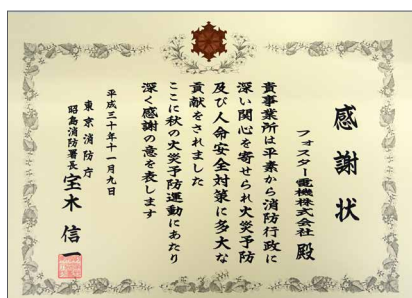 感謝状
フォスター電機株式会社 殿
貴事業所は平素から消防行政に
深い関心を寄せられ火災予防
及び人命安全対策に多大な
貢献をされました
ここに秋の火災予防運動にあたり
深く感謝の意を表します
平成三十年十一月九日
東京消防庁
昭島消防署長 宝木信一